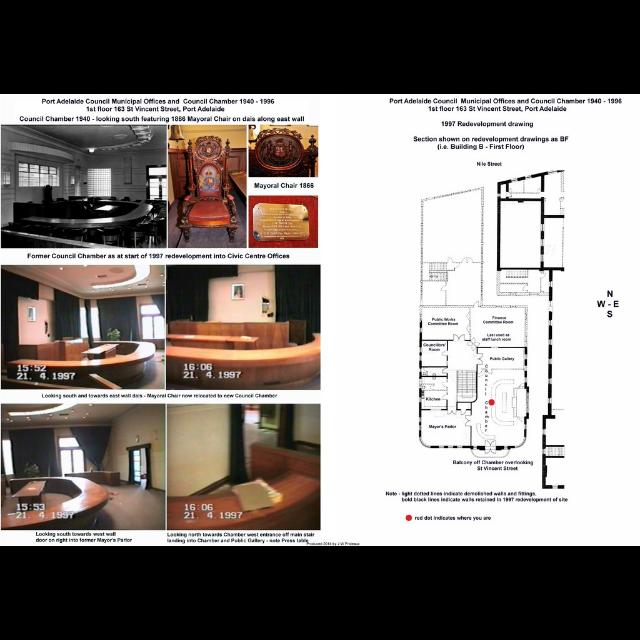 Port Adelaide Council Municipal Offices and Council Chamber 1940 - 1996
1st floor 163 St Vincent Street, Port Adelaide
Council Chamber 1940 - looking south featuring 1866 Mayoral Chair on dais along east wall
Mayoral Chair 1866
Former Council Chamber as at start of 1997 redevelopment into Civic Centre Offices
15:52
21. 4.1997
16:06
21. 4.1997
Looking south and towards east wall dais - Mayoral Chair now relocated to new Council Chamber
15:53
21. 4.1997
16:06
21. 4.1997
Looking south towards west wall
door on right into former Mayor's Parlor
Looking north towards Chamber west entrance off main stair
landing into Chamber and Public Gallery - note Press table
Port Adelaide Council Municipal Offices and Council Chamber 1940 - 1996
1st floor 163 St Vincent Street, Port Adelaide
1997 Redevelopment drawing
Section shown on redevelopment drawings as BF
(i.e. Building B - First Floor)
Nile Street
N
W - E
S
Public Works
Committee Room
Finance
Committee Room
Last used as
staff lunch room
Councillors'
Room
Public Gallery
Council Chamber
Kitchen
Mayor's Parlor
Balcony off Chamber overlooking
St Vincent Street
Note - light dotted lines indicate demolished walls and fittings.
bold black lines indicate walls retained in 1997 redevelopment of site
red dot indicates where you are